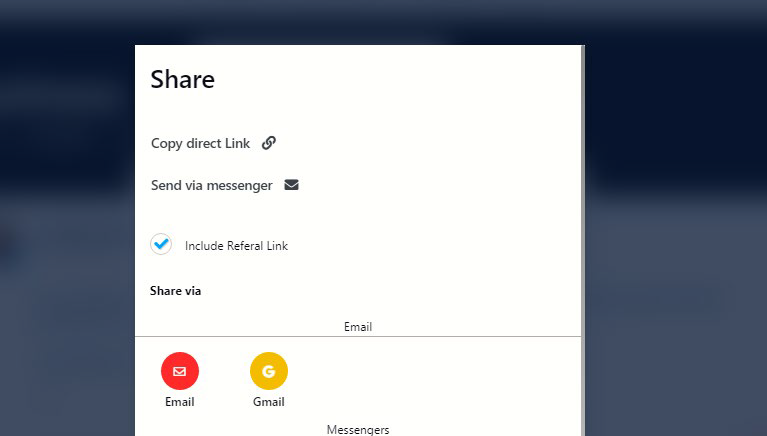 Share
Copy direct Link
Send via messenger
Include Referal Link
Share via
Email
Email
Gmail
Messengers